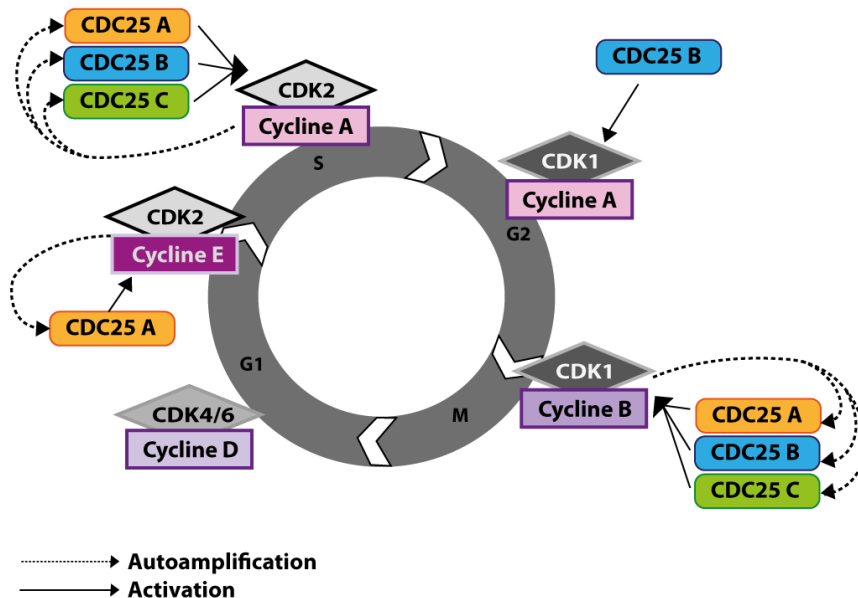 CDC25 A
CDC25 B
CDC25 C
CDK2
Cycline A
S
CDC25 B
CDK1
Cycline A
G2
CDK2
Cycline E
CDC25 A
G1
CDK4/6
Cycline D
M
CDK1
Cycline B
CDC25 A
CDC25 B
CDC25 C
Autoamplification
Activation